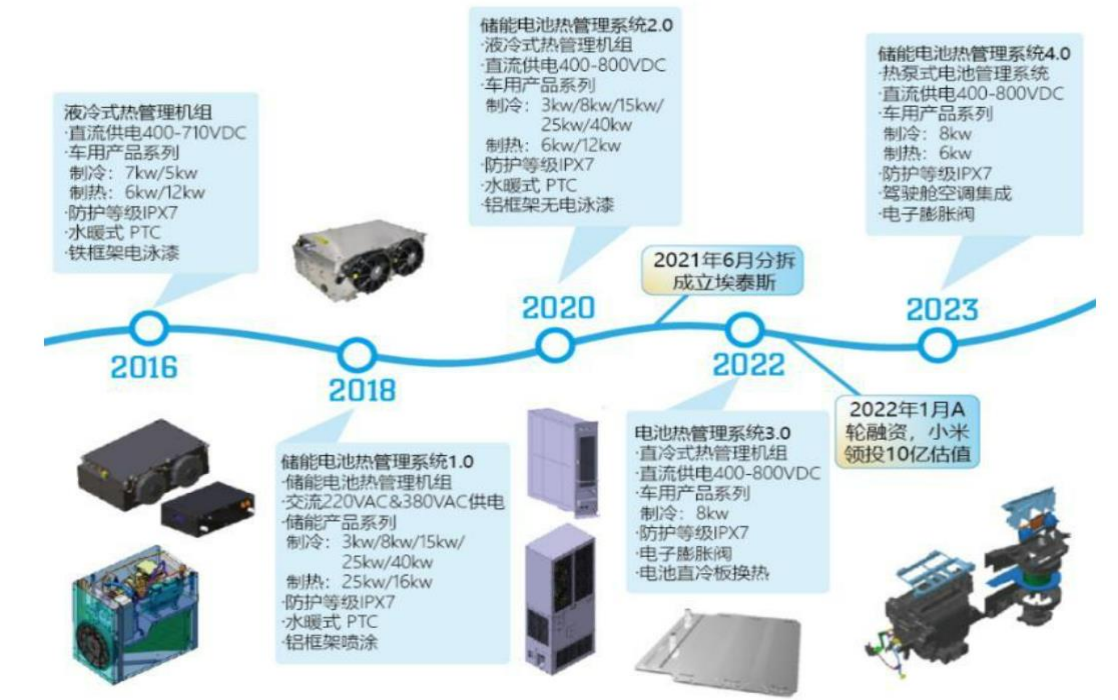 液冷式热管理机组
·直流供电400-710VDC
·车用产品系列
制冷：7kw/5kw
制热：6kw/12kw
·防护等级IPX7
·水暖式 PTC
·铁框架电泳漆
2016
2018
储能电池热管理系统1.0
·储能电池热管理机组
·交流220VAC&380VAC供电
·储能产品系列
制冷：3kw/8kw/15kw/
25kw/40kw
制热：25kw/16kw
·防护等级IPX7
·水暖式 PTC
·铝框架喷涂
储能电池热管理系统2.0
·液冷式热管理机组
·直流供电400-800VDC
·车用产品系列
制冷：3kw/8kw/15kw/
25kw/40kw
制热：6kw/12kw
·防护等级IPX7
·水暖式 PTC
·铝框架无电泳漆
2020
2021年6月分拆
成立埃泰斯
2022
电池热管理系统3.0
·直冷式热管理机组
·直流供电400-800VDC
·车用产品系列
制冷：8kw
·防护等级IPX7
·电子膨胀阀
·电池直冷板换热
2022年1月A
轮融资，小米
领投10亿估值
储能电池热管理系统4.0
·热泵式电池管理系统
·直流供电400-800VDC
·车用产品系列
制冷：8kw
制热：6kw
·防护等级IPX7
·驾驶舱空调集成
·电子膨胀阀
2023